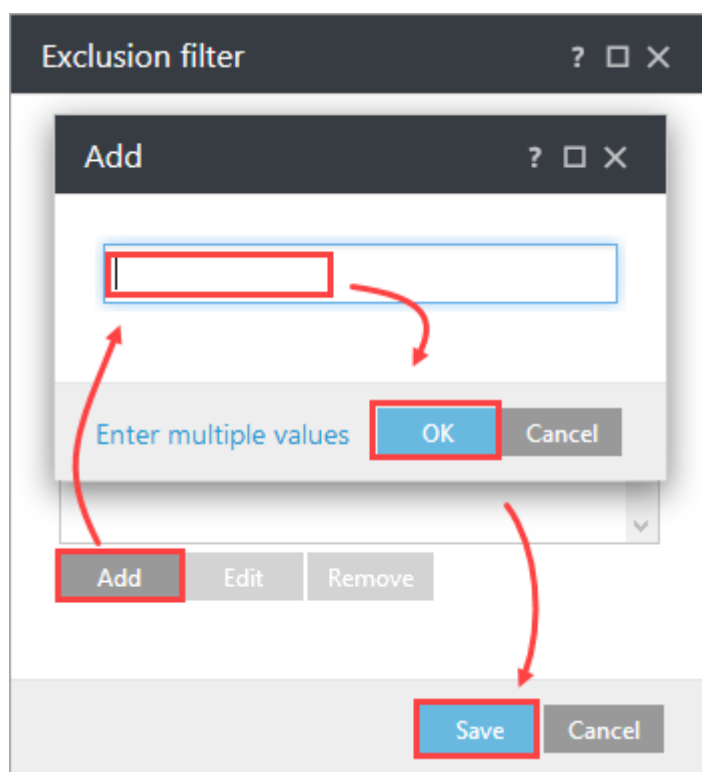 Exclusion filter ?
Add ?
Enter multiple values OK Cancel
Add Edit Remove
Save Cancel